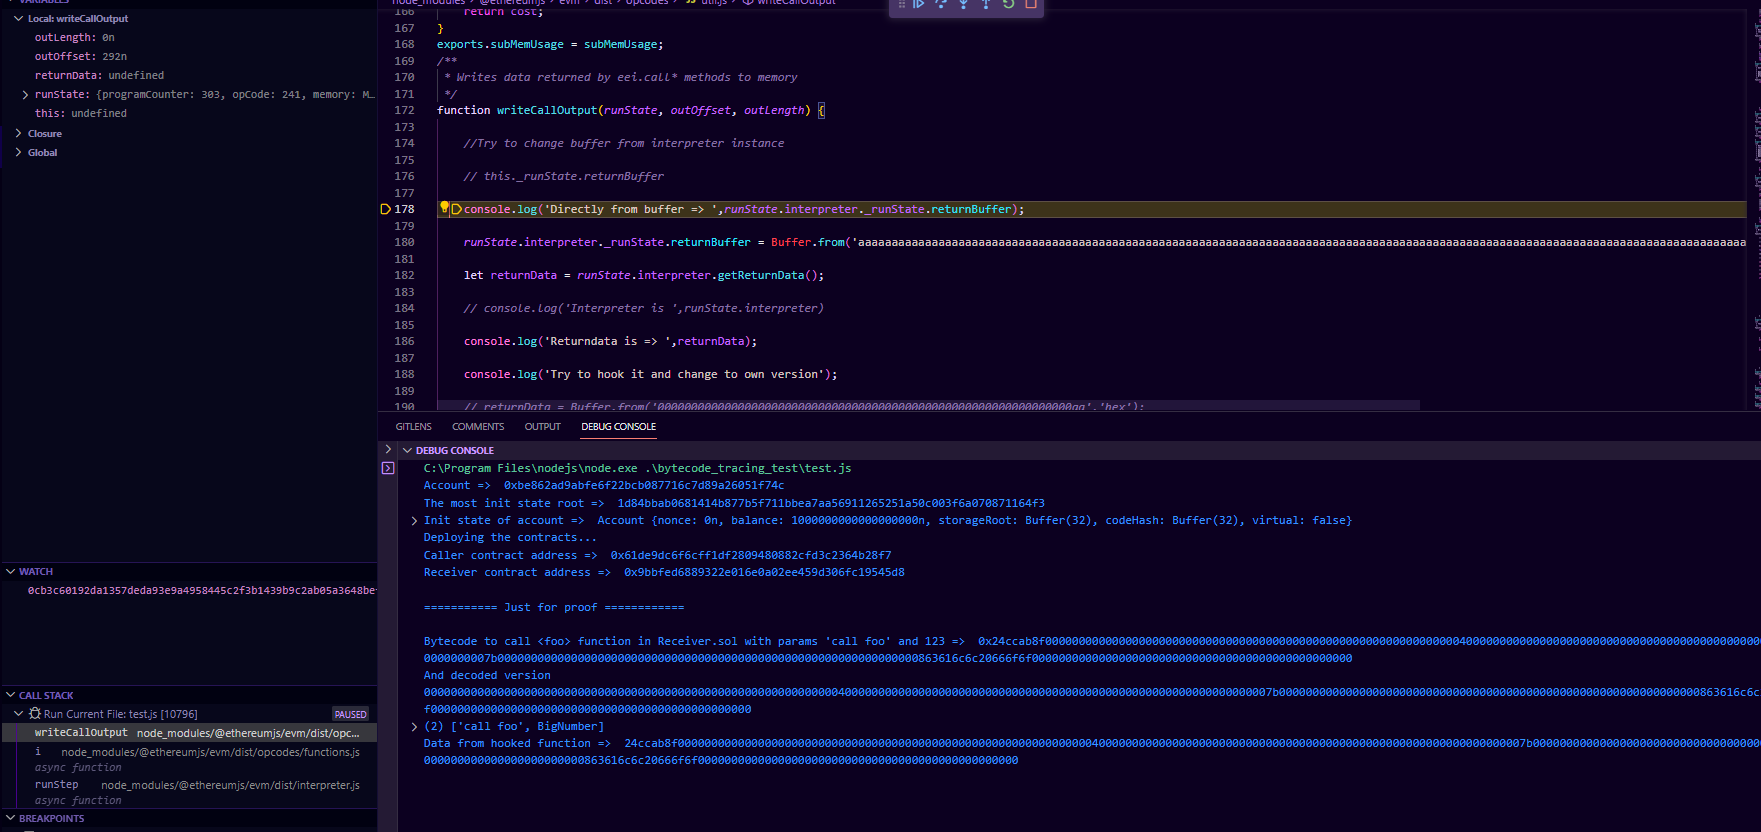 VARIABLES
Local: writeCallOutput
outLength: 0n
outOffset: 292n
returnData: undefined
runState: {programCounter: 303, opCode: 241, memory: M…
this: undefined
Closure
Global
WATCH
0cb3c60192da1357deda93e9a4958445c2f3b1439b9c2ab05a3648be
CALL STACK
Run Current File: test.js [10796] PAUSED
writeCallOutput node_modules/@ethereumjs/evm/dist/opc...
i node_modules/@ethereumjs/evm/dist/opcodes/functions.js
async function
runStep node_modules/@ethereumjs/evm/dist/interpreter.js
async function
BREAKPOINTS
node_modules > @ethereumjs > evm > dist > opcodes > JS util.js > writeCallOutput
166 return cost;
167 }
168 exports.subMemUsage = subMemUsage;
169 /**
170 * Writes data returned by eei.call* methods to memory
171 */
172 function writeCallOutput(runState, outOffset, outLength) {
173
174 //Try to change buffer from interpreter instance
175
176 // this._runState.returnBuffer
177
178 console.log('Directly from buffer => ',runState.interpreter._runState.returnBuffer);
179
180 runState.interpreter._runState.returnBuffer = Buffer.from('
181
182 let returnData = runState.interpreter.getReturnData();
183
184 // console.log('Interpreter is ',runState.interpreter)
185
186 console.log('Returndata is => ',returnData);
187
188 console.log('Try to hook it and change to own version');
189
190 // returnData = Buffer.from('
GITLENS COMMENTS OUTPUT DEBUG CONSOLE
DEBUG CONSOLE
C:\Program Files\nodejs\node.exe .\bytecode_tracing_test\test.js
Account => 0xbe862ad9abfe6f22bcb087716c7d89a26051f74c
The most init state root => 1d84bbab0681414b877b5f711bbea7aa56911265251a50c003f6a070871164f3
Init state of account => Account {nonce: 0n, balance: 1000000000000000000n, storageRoot: Buffer(32), codeHash: Buffer(32), virtual: false}
Deploying the contracts...
Caller contract address => 0x61de9dc6f6cff1df2809480882cfd3c2364b28f7
Receiver contract address => 0x9bbfed6889322e016e0a02ee459d306fc19545d8
=========== Just for proof ============
Bytecode to call <foo> function in Receiver.sol with params 'call foo' and 123 =>
And decoded version
(2) ['call foo', BigNumber]
Data from hooked function =>